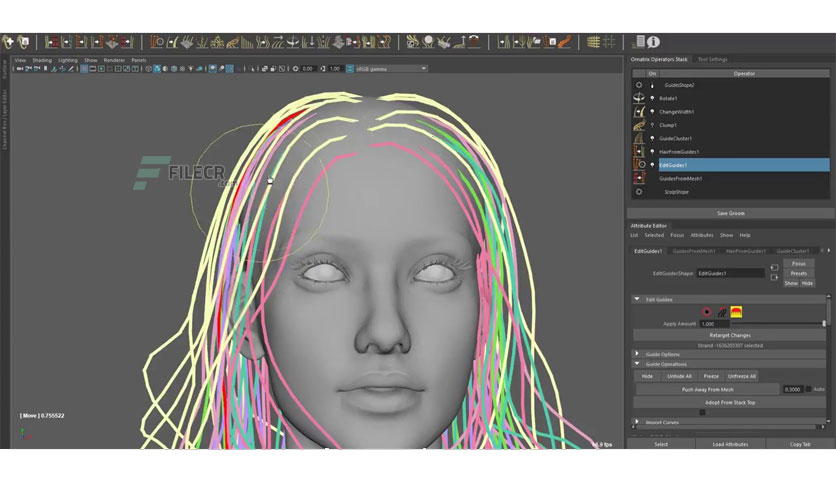 View Shading Lighting Show Renderer Panels
0.00
1.00
sRGB gamma
FILECR
.com
[ Move ] 0.755522
fps
Ornatrix Operators Stack Tool Settings
On Operator
GuidesShape2
Rotate1
ChangeWidth1
Clump1
GuideCluster1
HairFromGuides1
EditGuides1
GuidesFromMesh1
ScalpShape
Save Groom
Attribute Editor
List Selected Focus Attributes Show Help
EditGuides1 GuidesFromMesh1 HairFromGuides1 GuideCluster1
Focus
EditGuidesShape: EditGuides1 Presets
Show Hide
Edit Guides
Apply Amount 1.000
Retarget Changes
Strand -1636203307 selected
Guide Options
Guide Operations
Hide Unhide All Freeze Unfreeze All
Push Away From Mesh 0.3000 Auto
Adopt From Stack Top
Import Curves
Select Load Attributes Copy Tab